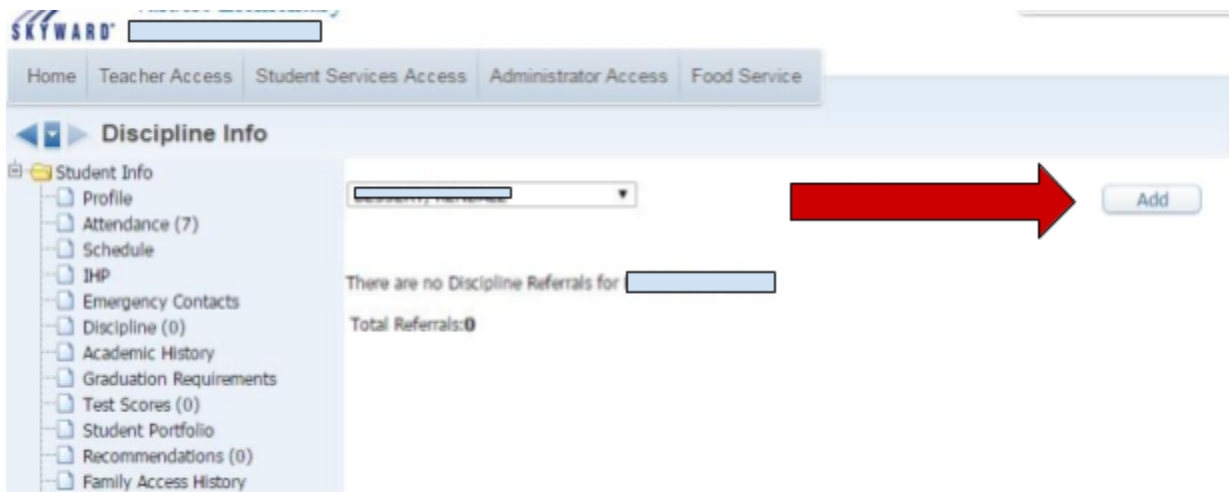 SKYWARD
Home Teacher Access Student Services Access Administrator Access Food Service
Discipline Info
Student Info
Profile
Attendance (7)
Schedule
IHP
Emergency Contacts
Discipline (0)
Academic History
Graduation Requirements
Test Scores (0)
Student Portfolio
Recommendations (0)
Family Access History
Add
There are no Discipline Referrals for
Total Referrals:0